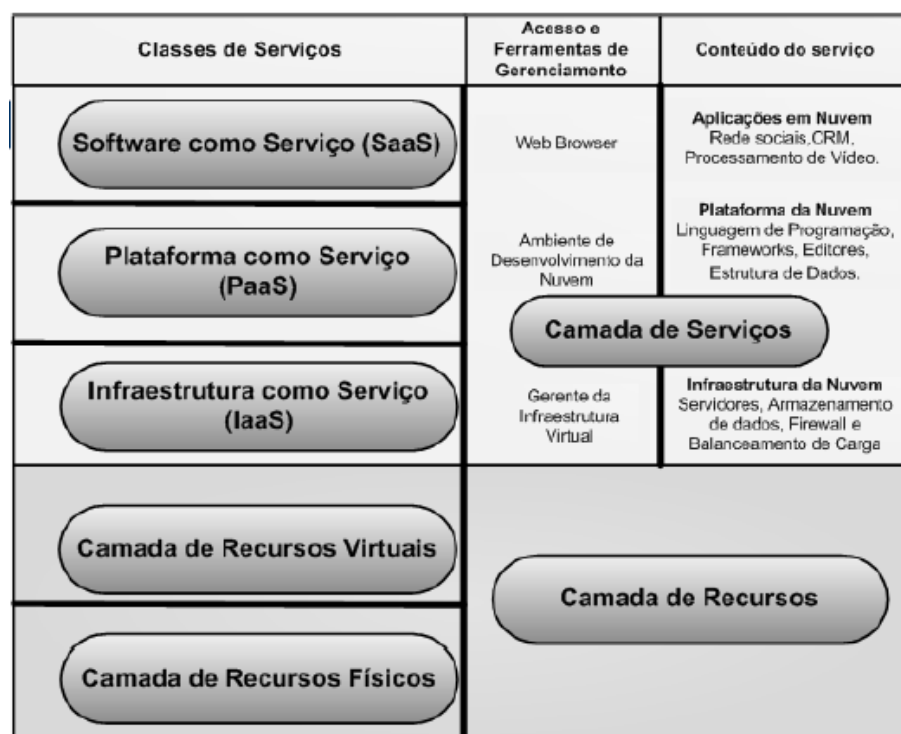 Classes de Serviços
Acesso e
Ferramentas de
Gerenciamento
Conteúdo do serviço
Software como Serviço (SaaS)
Web Browser
Aplicações em Nuvem
Rede sociais,CRM,
Processamento de Vídeo.
Plataforma como Serviço
(PaaS)
Ambiente de
Desenvolvimento da
Nuvem
Plataforma da Nuvem
Linguagem de Programação,
Frameworks, Editores,
Estrutura de Dados.
Camada de Serviços
Infraestrutura como Serviço
(IaaS)
Gerente da
Infraestrutura
Virtual
Infraestrutura da Nuvem
Servidores, Armazenamento
de dados, Firewall e
Balanceamento de Carga
Camada de Recursos Virtuais
Camada de Recursos
Camada de Recursos Físicos